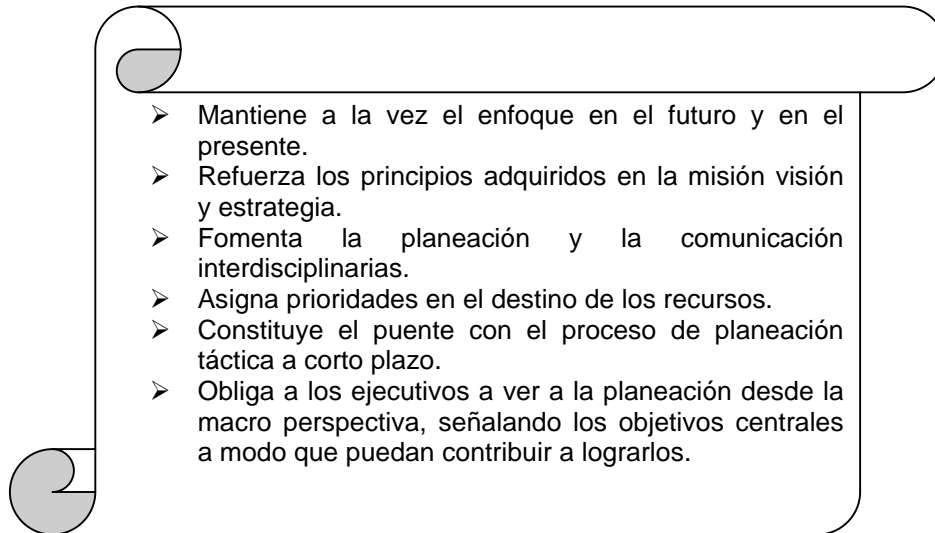 ➢ Mantiene a la vez el enfoque en el futuro y en el
presente.
➢ Refuerza los principios adquiridos en la misión visión
y estrategia.
➢ Fomenta la planeación y la comunicación
interdisciplinarias.
➢ Asigna prioridades en el destino de los recursos.
➢ Constituye el puente con el proceso de planeación
táctica a corto plazo.
➢ Obliga a los ejecutivos a ver a la planeación desde la
macro perspectiva, señalando los objetivos centrales
a modo que puedan contribuir a lograrlos.